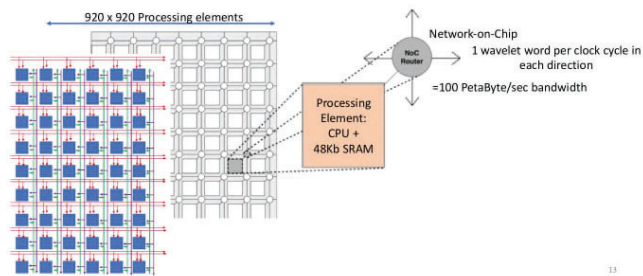 920 x 920 Processing elements
Network-on-Chip
1 wavelet word per clock cycle in
each direction
=100 PetaByte/sec bandwidth
NoC
Router
Processing
Element:
CPU +
48Kb SRAM
13